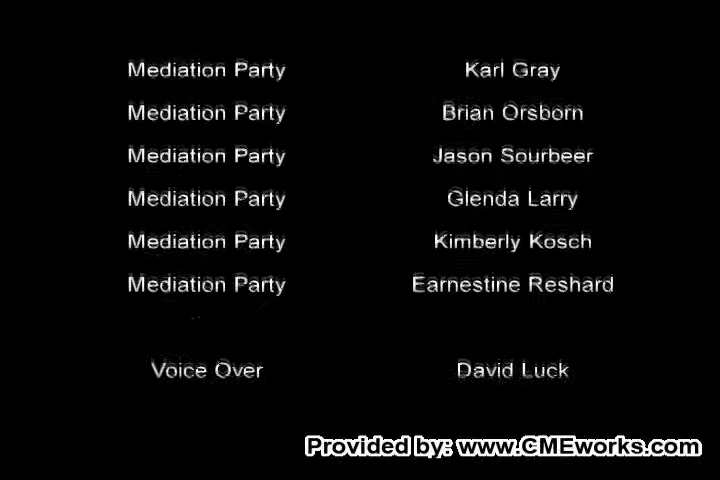 Mediation Party Karl Gray
Mediation Party Brian Orsborn
Mediation Party Jason Sourbeer
Mediation Party Glenda Larry
Mediation Party Kimberly Kosch
Mediation Party Earnestine Reshard
Voice Over David Luck
Provided by: www.CMEworks.com